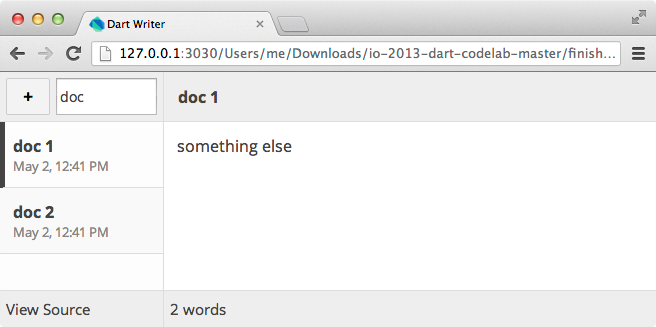 Dart Writer
127.0.0.1:3030/Users/me/Downloads/io-2013-dart-codelab-master/finish...
+ doc
doc 1
doc 1
May 2, 12:41 PM
doc 2
May 2, 12:41 PM
something else
View Source
2 words